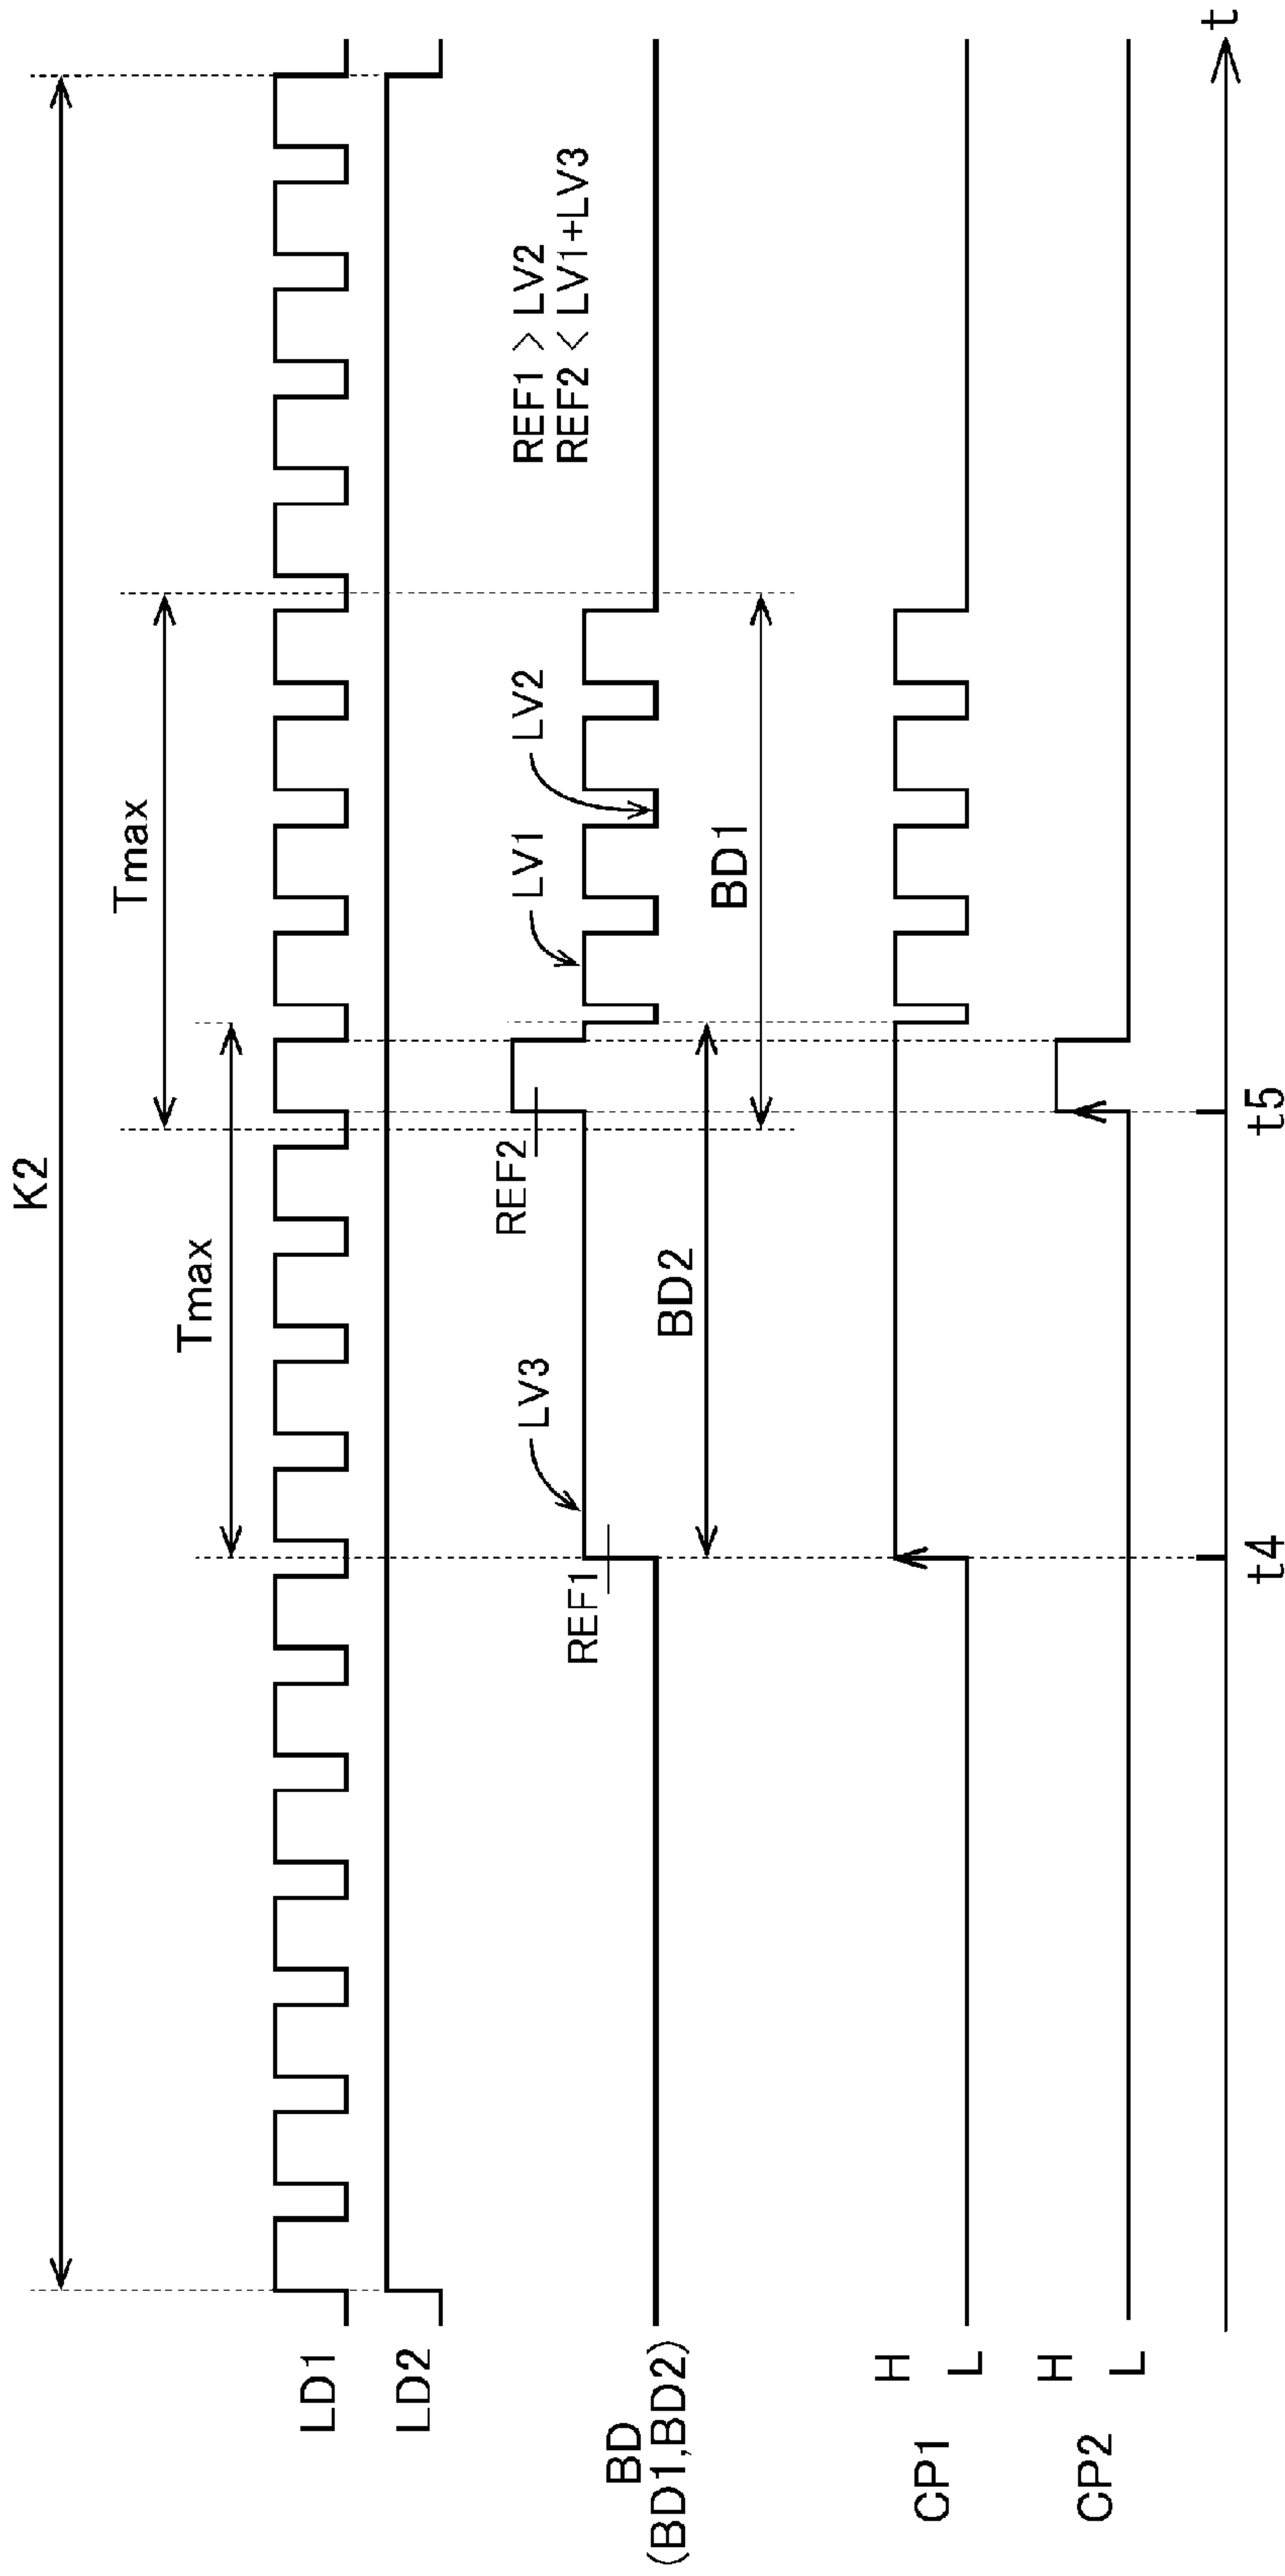 K2
Tmax
Tmax
LD1
LD2
REF1 > LV2
REF2 < LV1+LV3
LV3
REF2
LV1
LV2
REF1
BD
(BD1,BD2)
BD2
BD1
H
CP1
L
H
CP2
L
t4
t5
t